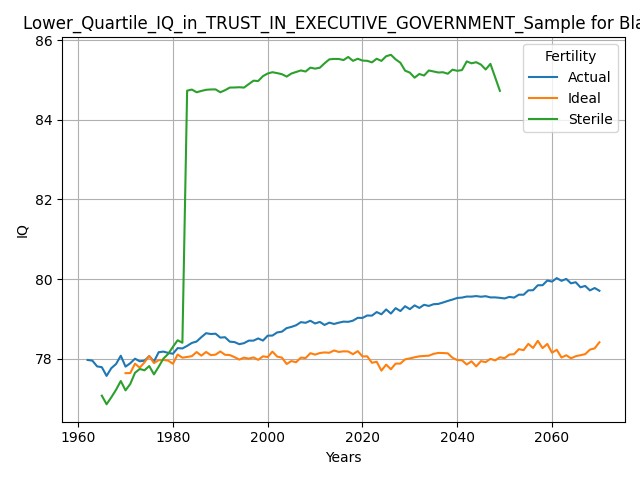 Lower_Quartile_IQ_in_TRUST_IN_EXECUTIVE_GOVERNMENT_Sample for Bla
86
84
82
80
78
IQ
1960
1980
2000
2020
2040
2060
Years
Fertility
Actual
Ideal
Sterile